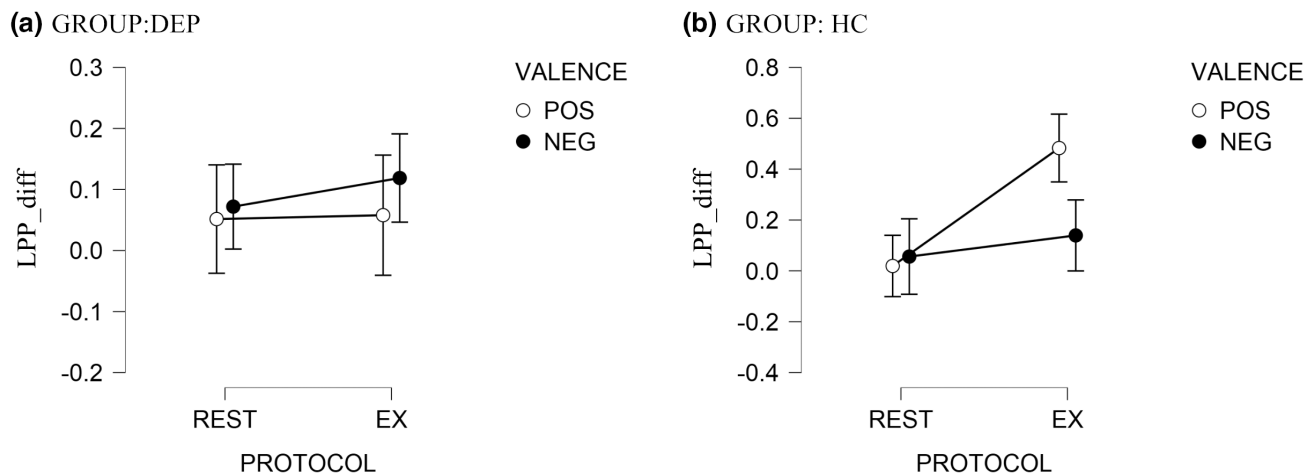 (a) GROUP:DEP
0.3
0.2
0.1
0.0
-0.1
-0.2
LPP_diff
REST EX
PROTOCOL
VALENCE
POS
NEG
(b) GROUP: HC
0.8
0.6
0.4
0.2
0.0
-0.2
-0.4
LPP_diff
REST EX
PROTOCOL
VALENCE
POS
NEG